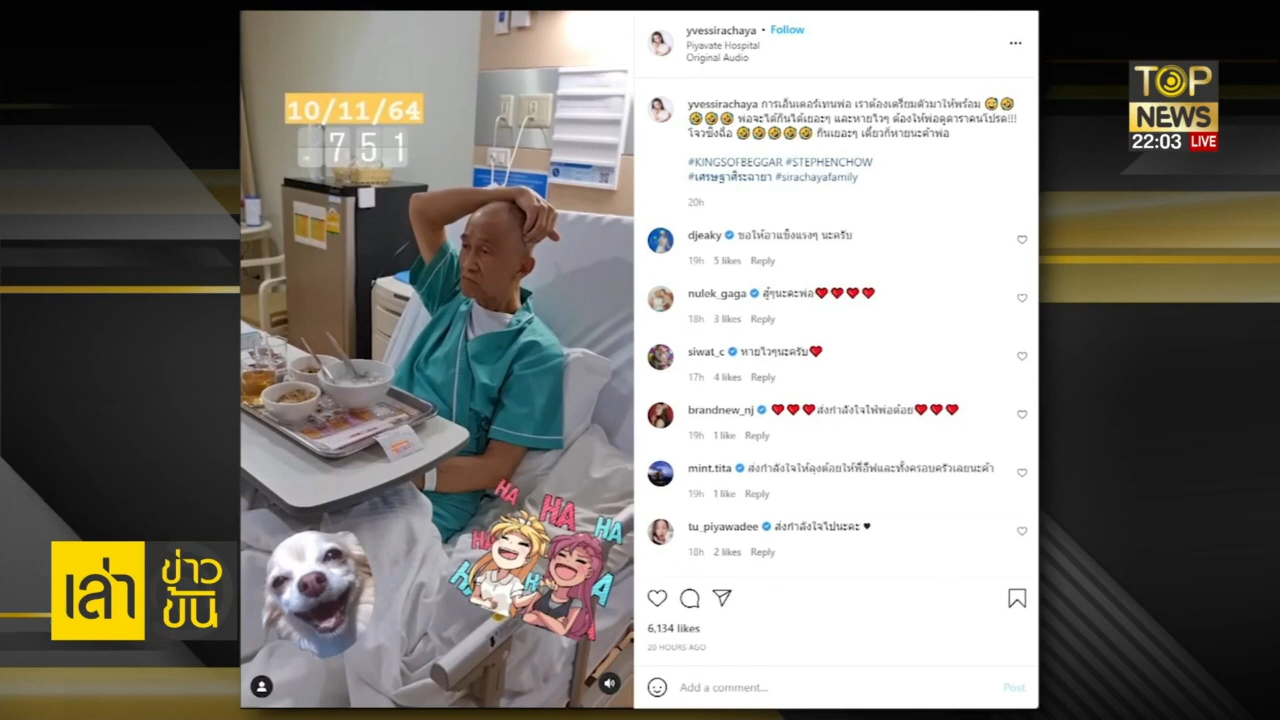 10/11/64
7 5 1
HA
HA
HA
yvessirachaya • Follow
Piyavate Hospital
Original Audio
yvessirachaya การเอ็นเตอร์เทนพ่อ เราต้องเตรียมตัวมาให้พร้อม 😅🤣
🤣🤣🤣 พ่อจะได้กินได้เยอะๆ และหายไวๆ ต้องให้พ่อดูดาราคนโปรด!!!
โจวซิงฉือ 🤣🤣🤣🤣🤣 กินเยอะๆ เดี๋ยวก็หายนะค้าพ่อ
#KINGSOFBEGGAR #STEPHENCHOW
#เศรษฐาศิระฉายา #sirachayafamily
20h
djeaky ขอให้อาแข็งแรงๆ นะครับ
19h 5 likes Reply
nulek_gaga สู้ๆนะคะพ่อ❤❤❤❤
18h 3 likes Reply
siwat_c หายไวๆนะครับ❤
17h 4 likes Reply
brandnew_nj ❤❤❤ส่งกำลังใจให้พ่อต้อย❤❤❤
19h 1 like Reply
mint.tita ส่งกำลังใจให้ลุงต้อยให้พี่อีฟและทั้งครอบครัวเลยนะค้า
19h 1 like Reply
tu_piyawadee ส่งกำลังใจไปนะคะ ♥
18h 2 likes Reply
6,134 likes
20 HOURS AGO
Add a comment...
Post
TOP
NEWS
22:03 LIVE
เล่า
ข่าว
ข้น